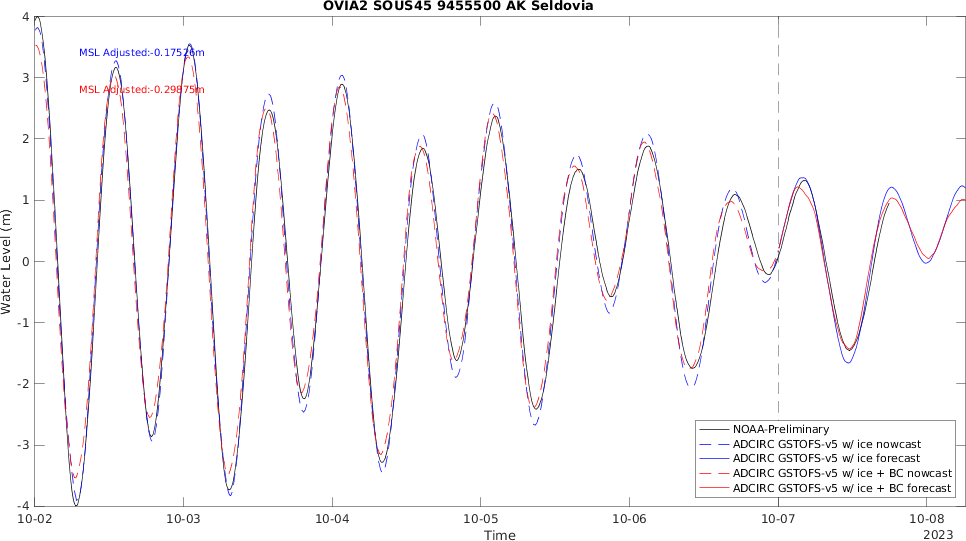 OVIA2 SOUS45 9455500 AK Seldovia
MSL Adjusted:-0.17526m
MSL Adjusted:-0.29875m
Water Level (m)
4
3
2
1
0
-1
-2
-3
-4
10-02
10-03
10-04
10-05
10-06
10-07
10-08
Time
2023
NOAA-Preliminary
ADCIRC GSTOFS-v5 w/ ice nowcast
ADCIRC GSTOFS-v5 w/ ice forecast
ADCIRC GSTOFS-v5 w/ ice + BC nowcast
ADCIRC GSTOFS-v5 w/ ice + BC forecast